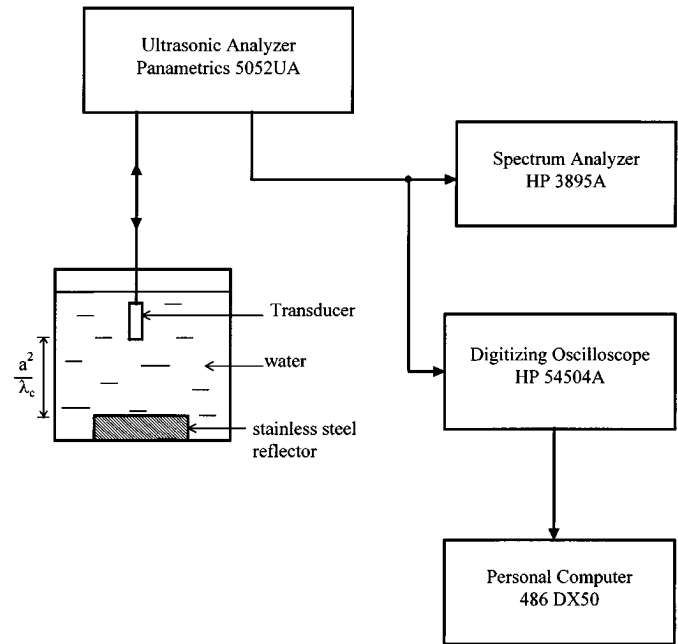 Ultrasonic Analyzer
Panametrics 5052UA
Spectrum Analyzer
HP 3895A
Transducer
water
a²
λc
stainless steel
reflector
Digitizing Oscilloscope
HP 54504A
Personal Computer
486 DX50